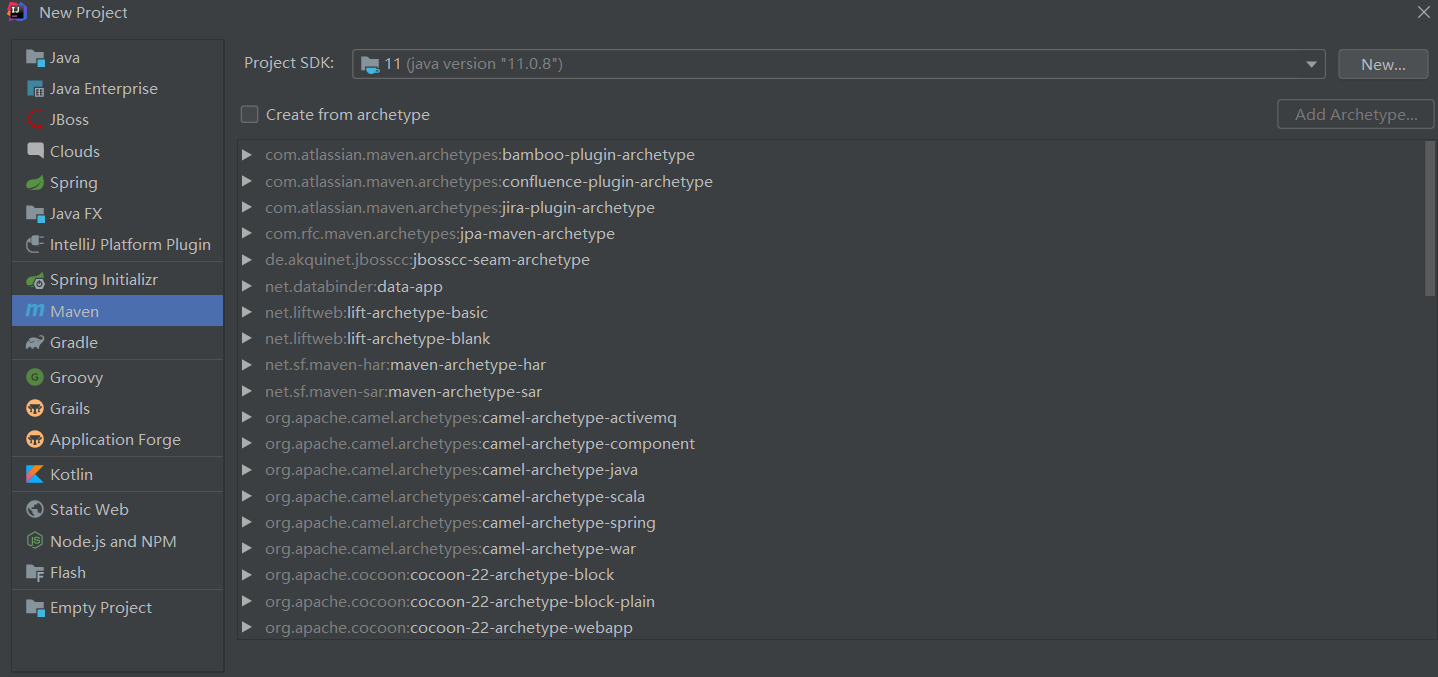 New Project
Java
Java Enterprise
JBoss
Clouds
Spring
Java FX
IntelliJ Platform Plugin
Spring Initializr
Maven
Gradle
Groovy
Grails
Application Forge
Kotlin
Static Web
Node.js and NPM
Flash
Empty Project
Project SDK: 11 (java version "11.0.8") New...
Create from archetype Add Archetype...
com.atlassian.maven.archetypes:bamboo-plugin-archetype
com.atlassian.maven.archetypes:confluence-plugin-archetype
com.atlassian.maven.archetypes:jira-plugin-archetype
com.rfc.maven.archetypes:jpa-maven-archetype
de.akquinet.jbosscc:jbosscc-seam-archetype
net.databinder:data-app
net.liftweb:lift-archetype-basic
net.liftweb:lift-archetype-blank
net.sf.maven-har:maven-archetype-har
net.sf.maven-sar:maven-archetype-sar
org.apache.camel.archetypes:camel-archetype-activemq
org.apache.camel.archetypes:camel-archetype-component
org.apache.camel.archetypes:camel-archetype-java
org.apache.camel.archetypes:camel-archetype-scala
org.apache.camel.archetypes:camel-archetype-spring
org.apache.camel.archetypes:camel-archetype-war
org.apache.cocoon:cocoon-22-archetype-block
org.apache.cocoon:cocoon-22-archetype-block-plain
org.apache.cocoon:cocoon-22-archetype-webapp